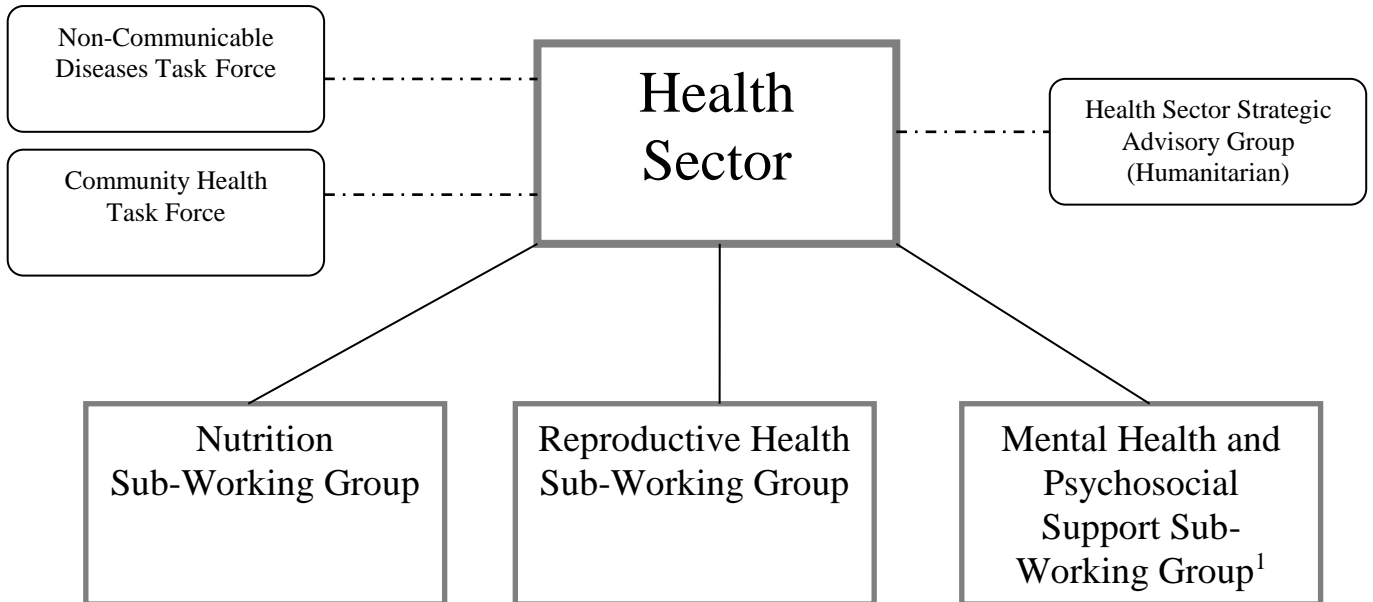 Non-Communicable
Diseases Task Force
Health
Sector
Health Sector Strategic
Advisory Group
(Humanitarian)
Community Health
Task Force
Nutrition
Sub-Working Group
Reproductive Health
Sub-Working Group
Mental Health and
Psychosocial
Support Sub-
Working Group¹